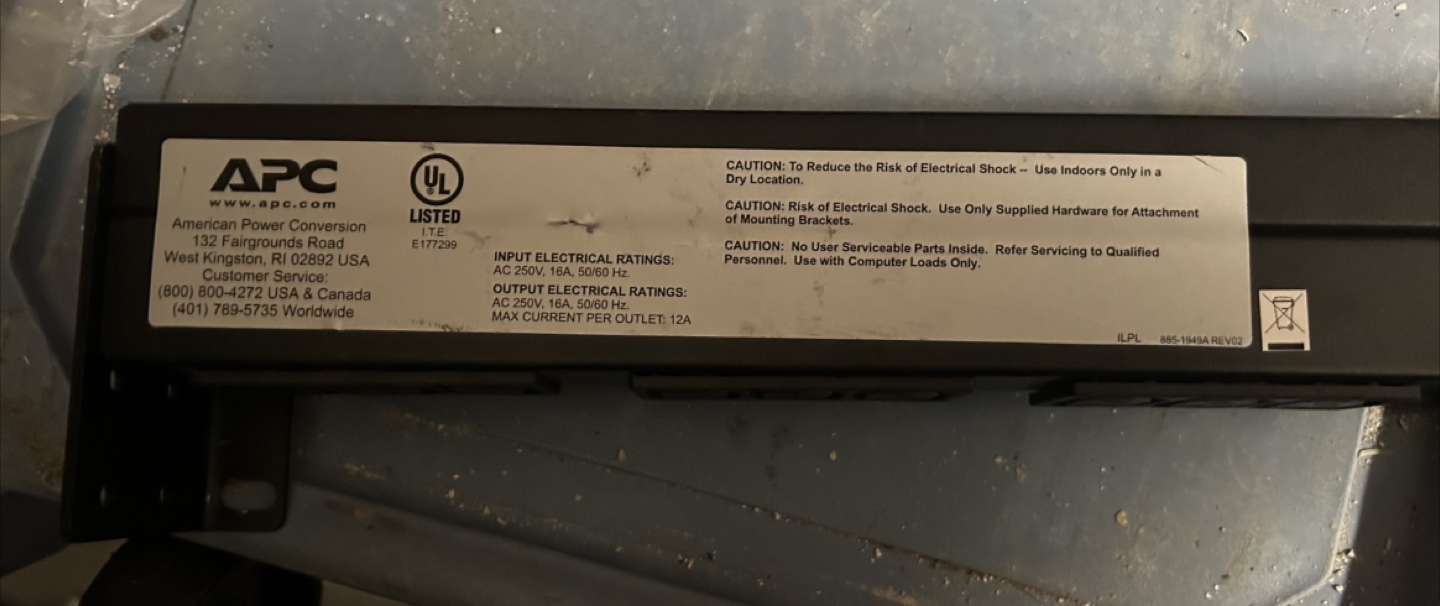 APC
www.apc.com
American Power Conversion
132 Fairgrounds Road
West Kingston, RI 02892 USA
Customer Service:
(800) 800-4272 USA & Canada
(401) 789-5735 Worldwide
UL
®
LISTED
I.T.E.
E177299
INPUT ELECTRICAL RATINGS:
AC 250V, 16A, 50/60 Hz.
OUTPUT ELECTRICAL RATINGS:
AC 250V, 16A, 50/60 Hz.
MAX CURRENT PER OUTLET: 12A
CAUTION: To Reduce the Risk of Electrical Shock -- Use Indoors Only in a
Dry Location.
CAUTION: Risk of Electrical Shock. Use Only Supplied Hardware for Attachment
of Mounting Brackets.
CAUTION: No User Serviceable Parts Inside. Refer Servicing to Qualified
Personnel. Use with Computer Loads Only.
ILPL 885-1949A REV02